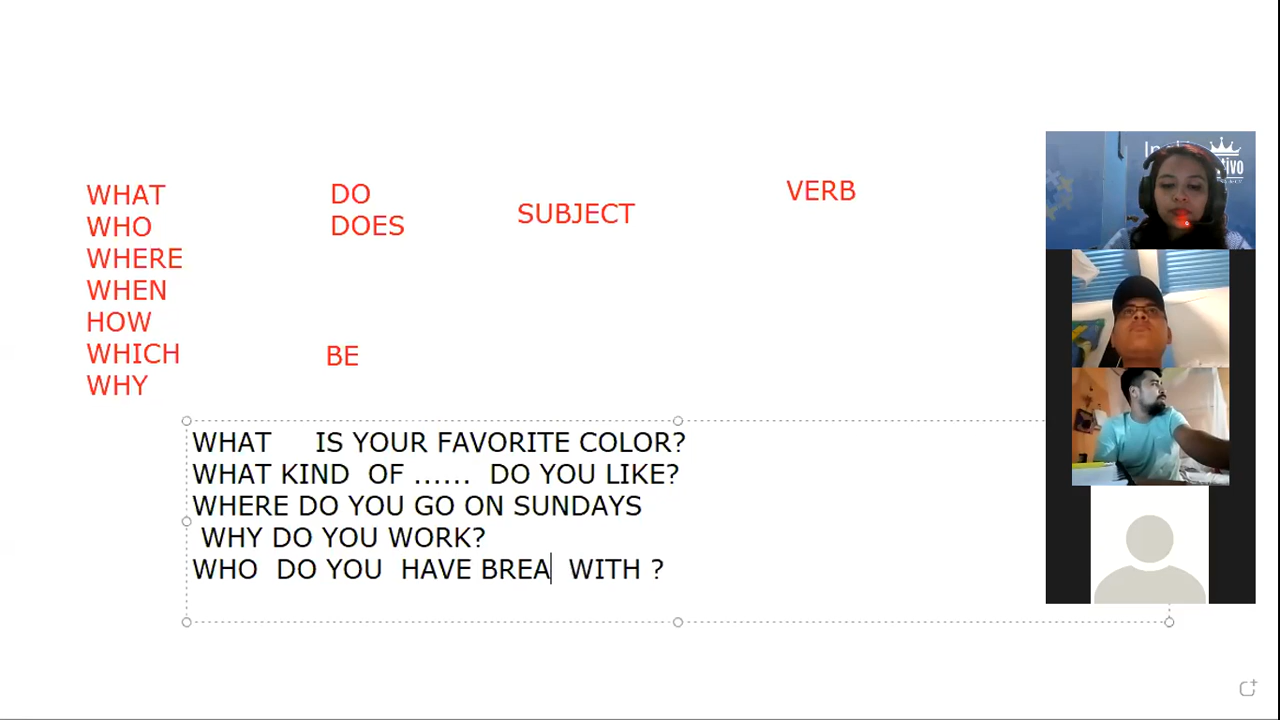 WHAT
WHO
WHERE
WHEN
HOW
WHICH
WHY
DO
DOES
SUBJECT
VERB
BE
WHAT IS YOUR FAVORITE COLOR?
WHAT KIND OF ...... DO YOU LIKE?
WHERE DO YOU GO ON SUNDAYS
WHY DO YOU WORK?
WHO DO YOU HAVE BREA WITH ?